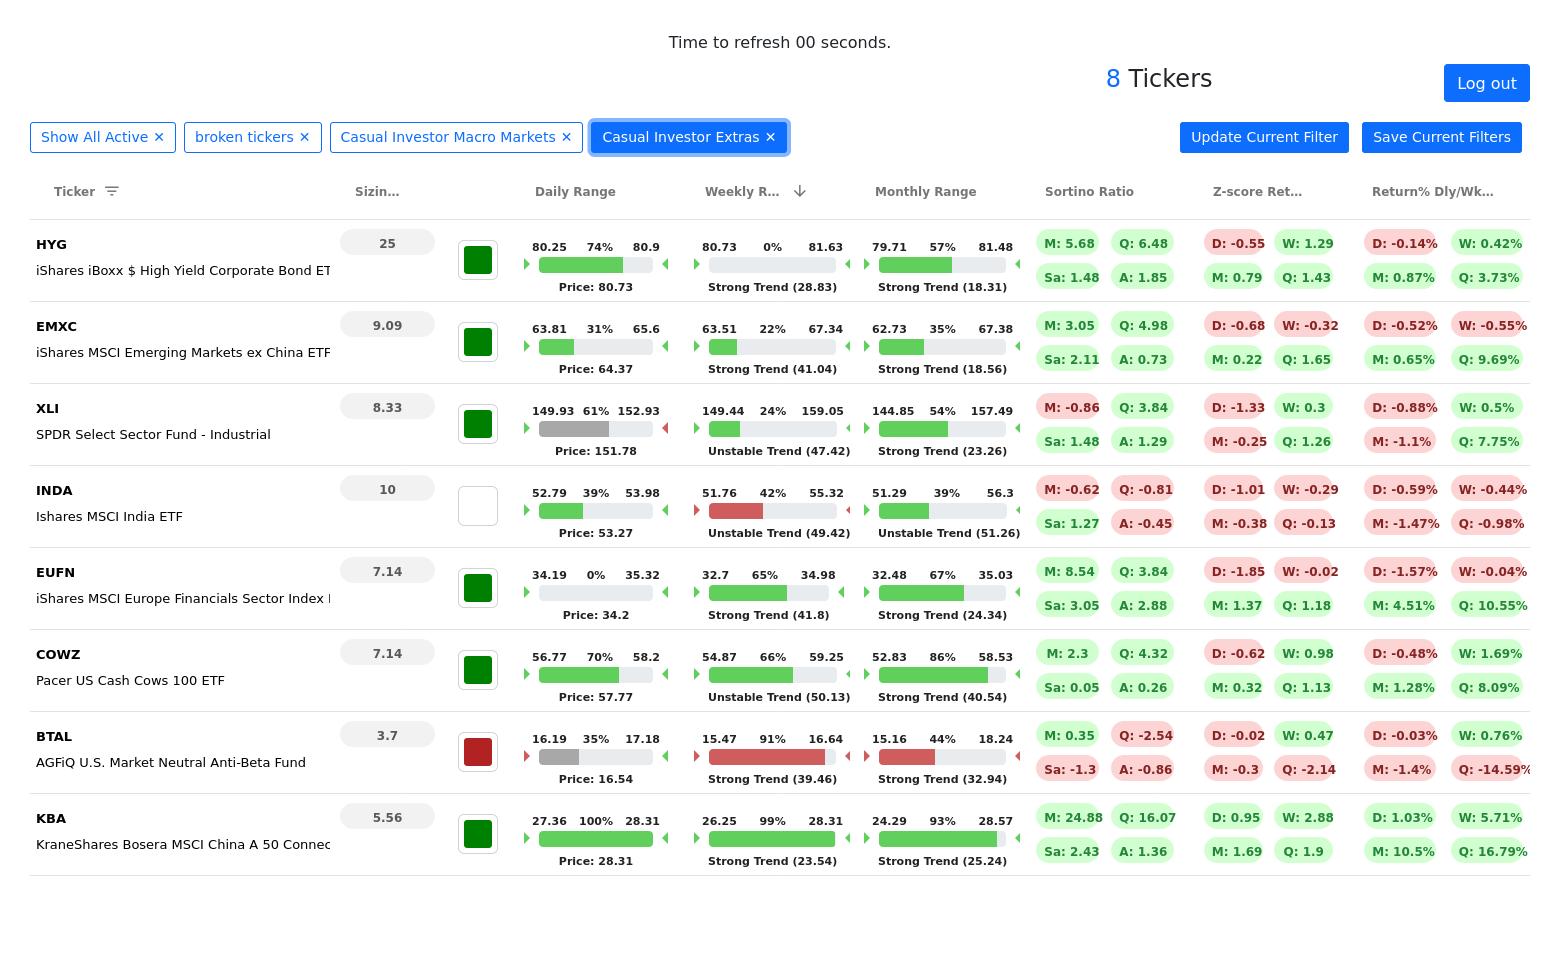 Time to refresh 00 seconds.
8 Tickers
Log out
Show All Active ✕ broken tickers ✕ Casual Investor Macro Markets ✕ Casual Investor Extras ✕ Update Current Filter Save Current Filters
Ticker Sizin… Daily Range Weekly R… Monthly Range Sortino Ratio Z-score Ret… Return% Dly/Wk…
HYG 25 80.25 74% 80.9 80.73 0% 81.63 79.71 57% 81.48 M: 5.68 Q: 6.48 D: -0.55 W: 1.29 D: -0.14% W: 0.42%
iShares iBoxx $ High Yield Corporate Bond ET Price: 80.73 Strong Trend (28.83) Strong Trend (18.31) Sa: 1.48 A: 1.85 M: 0.79 Q: 1.43 M: 0.87% Q: 3.73%
EMXC 9.09 63.81 31% 65.6 63.51 22% 67.34 62.73 35% 67.38 M: 3.05 Q: 4.98 D: -0.68 W: -0.32 D: -0.52% W: -0.55%
iShares MSCI Emerging Markets ex China ETF Price: 64.37 Strong Trend (41.04) Strong Trend (18.56) Sa: 2.11 A: 0.73 M: 0.22 Q: 1.65 M: 0.65% Q: 9.69%
XLI 8.33 149.93 61% 152.93 149.44 24% 159.05 144.85 54% 157.49 M: -0.86 Q: 3.84 D: -1.33 W: 0.3 D: -0.88% W: 0.5%
SPDR Select Sector Fund - Industrial Price: 151.78 Unstable Trend (47.42) Strong Trend (23.26) Sa: 1.48 A: 1.29 M: -0.25 Q: 1.26 M: -1.1% Q: 7.75%
INDA 10 52.79 39% 53.98 51.76 42% 55.32 51.29 39% 56.3 M: -0.62 Q: -0.81 D: -1.01 W: -0.29 D: -0.59% W: -0.44%
Ishares MSCI India ETF Price: 53.27 Unstable Trend (49.42) Unstable Trend (51.26) Sa: 1.27 A: -0.45 M: -0.38 Q: -0.13 M: -1.47% Q: -0.98%
EUFN 7.14 34.19 0% 35.32 32.7 65% 34.98 32.48 67% 35.03 M: 8.54 Q: 3.84 D: -1.85 W: -0.02 D: -1.57% W: -0.04%
iShares MSCI Europe Financials Sector Index Price: 34.2 Strong Trend (41.8) Strong Trend (24.34) Sa: 3.05 A: 2.88 M: 1.37 Q: 1.18 M: 4.51% Q: 10.55%
COWZ 7.14 56.77 70% 58.2 54.87 66% 59.25 52.83 86% 58.53 M: 2.3 Q: 4.32 D: -0.62 W: 0.98 D: -0.48% W: 1.69%
Pacer US Cash Cows 100 ETF Price: 57.77 Unstable Trend (50.13) Strong Trend (40.54) Sa: 0.05 A: 0.26 M: 0.32 Q: 1.13 M: 1.28% Q: 8.09%
BTAL 3.7 16.19 35% 17.18 15.47 91% 16.64 15.16 44% 18.24 M: 0.35 Q: -2.54 D: -0.02 W: 0.47 D: -0.03% W: 0.76%
AGFiQ U.S. Market Neutral Anti-Beta Fund Price: 16.54 Strong Trend (39.46) Strong Trend (32.94) Sa: -1.3 A: -0.86 M: -0.3 Q: -2.14 M: -1.4% Q: -14.59%
KBA 5.56 27.36 100% 28.31 26.25 99% 28.31 24.29 93% 28.57 M: 24.88 Q: 16.07 D: 0.95 W: 2.88 D: 1.03% W: 5.71%
KraneShares Bosera MSCI China A 50 Connec Price: 28.31 Strong Trend (23.54) Strong Trend (25.24) Sa: 2.43 A: 1.36 M: 1.69 Q: 1.9 M: 10.5% Q: 16.79%